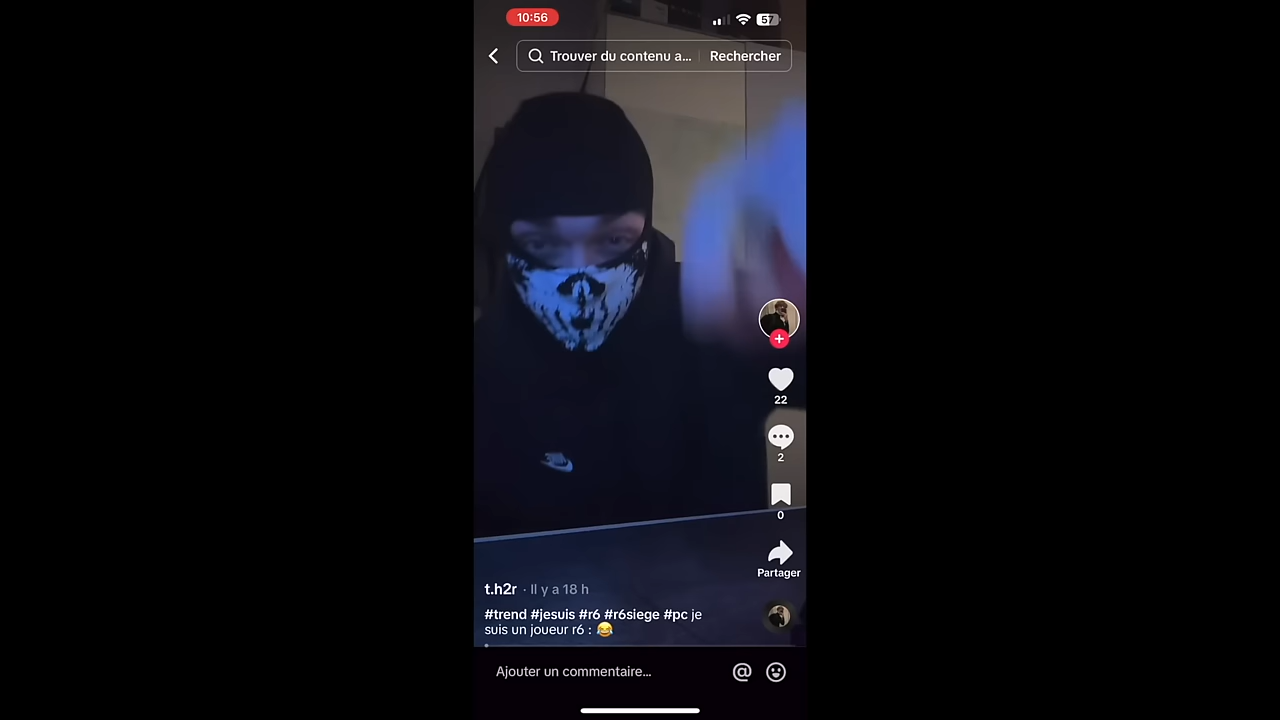 10:56
57
Trouver du contenu a... Rechercher
22
2
0
Partager
t.h2r · Il y a 18 h
#trend #jesuis #r6 #r6siege #pc je
suis un joueur r6 : 😂
Ajouter un commentaire...
@